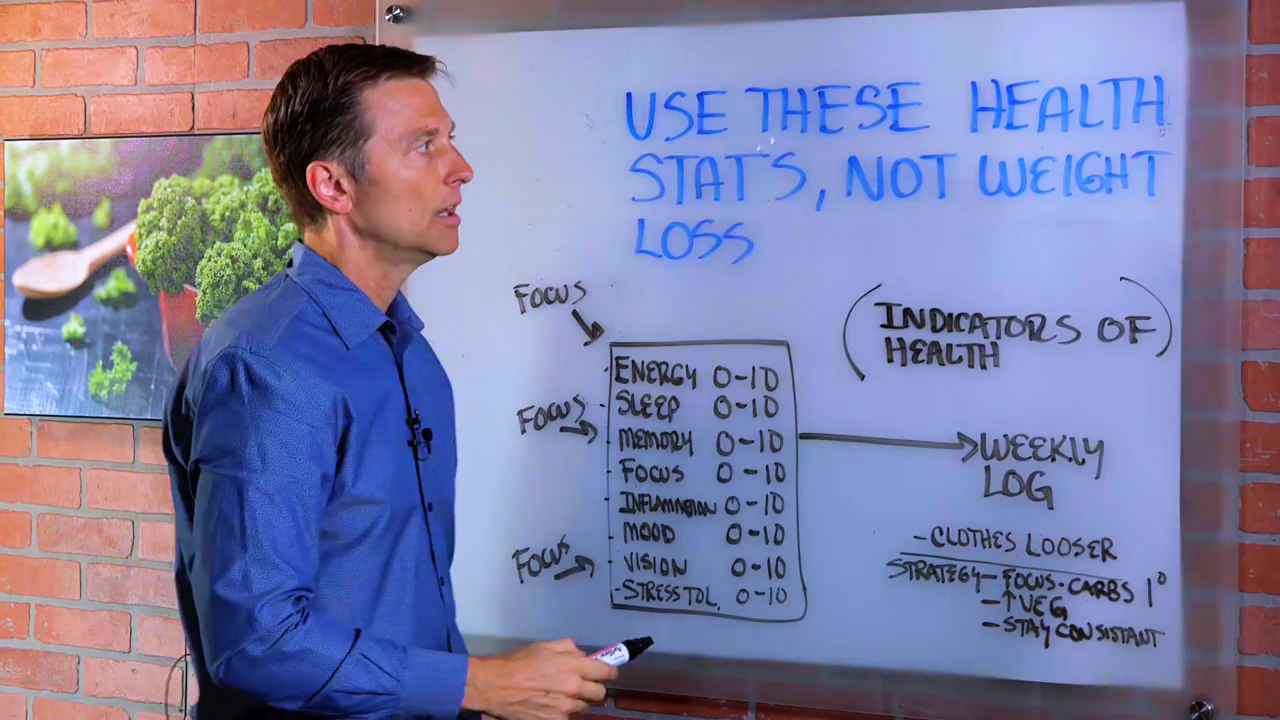 USE THESE HEALTH
STATS, NOT WEIGHT
LOSS
FOCUS
(INDICATORS OF
HEALTH)
ENERGY 0-10
SLEEP 0-10
FOCUS
MEMORY 0-10
FOCUS 0-10
INFLAMMATION 0-10
MOOD 0-10
FOCUS
VISION 0-10
-STRESS TOL. 0-10
WEEKLY
LOG
-CLOTHES LOOSER
STRATEGY- FOCUS-CARBS 1°
-↑VEG
-STAY CONSISTANT